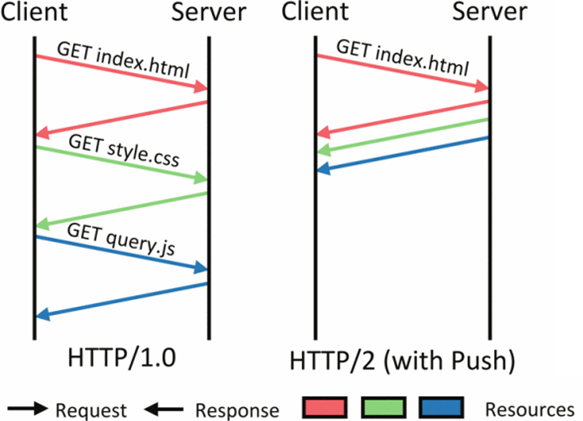 Client Server Client Server
GET index.html
GET style.css
GET query.js
GET index.html
HTTP/1.0
HTTP/2 (with Push)
Request Response Resources